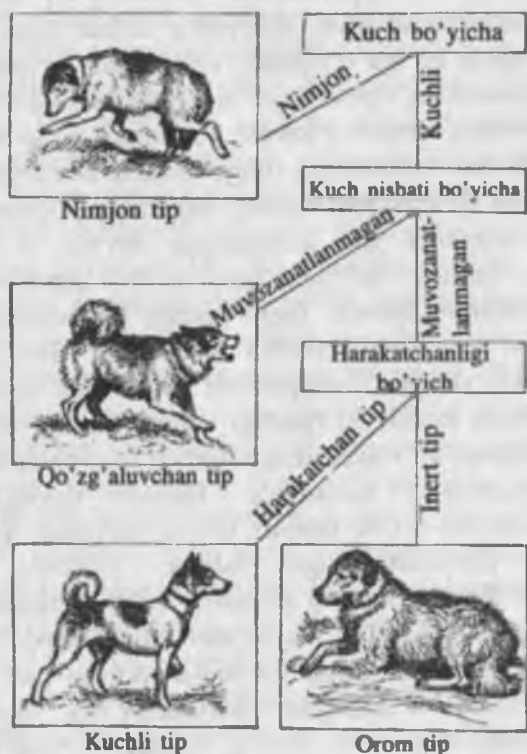 Kuch bo'yicha
Nimjon
Kuchli
Nimjon tip
Kuch nisbati bo'yicha
Muvozanatlanmagan
Muvozanat-
lanmagan
Qo'zg'aluvchan tip
Harakatchanligi
bo'yich
Harakatchan tip
Inert tip
Kuchli tip
Orom tip